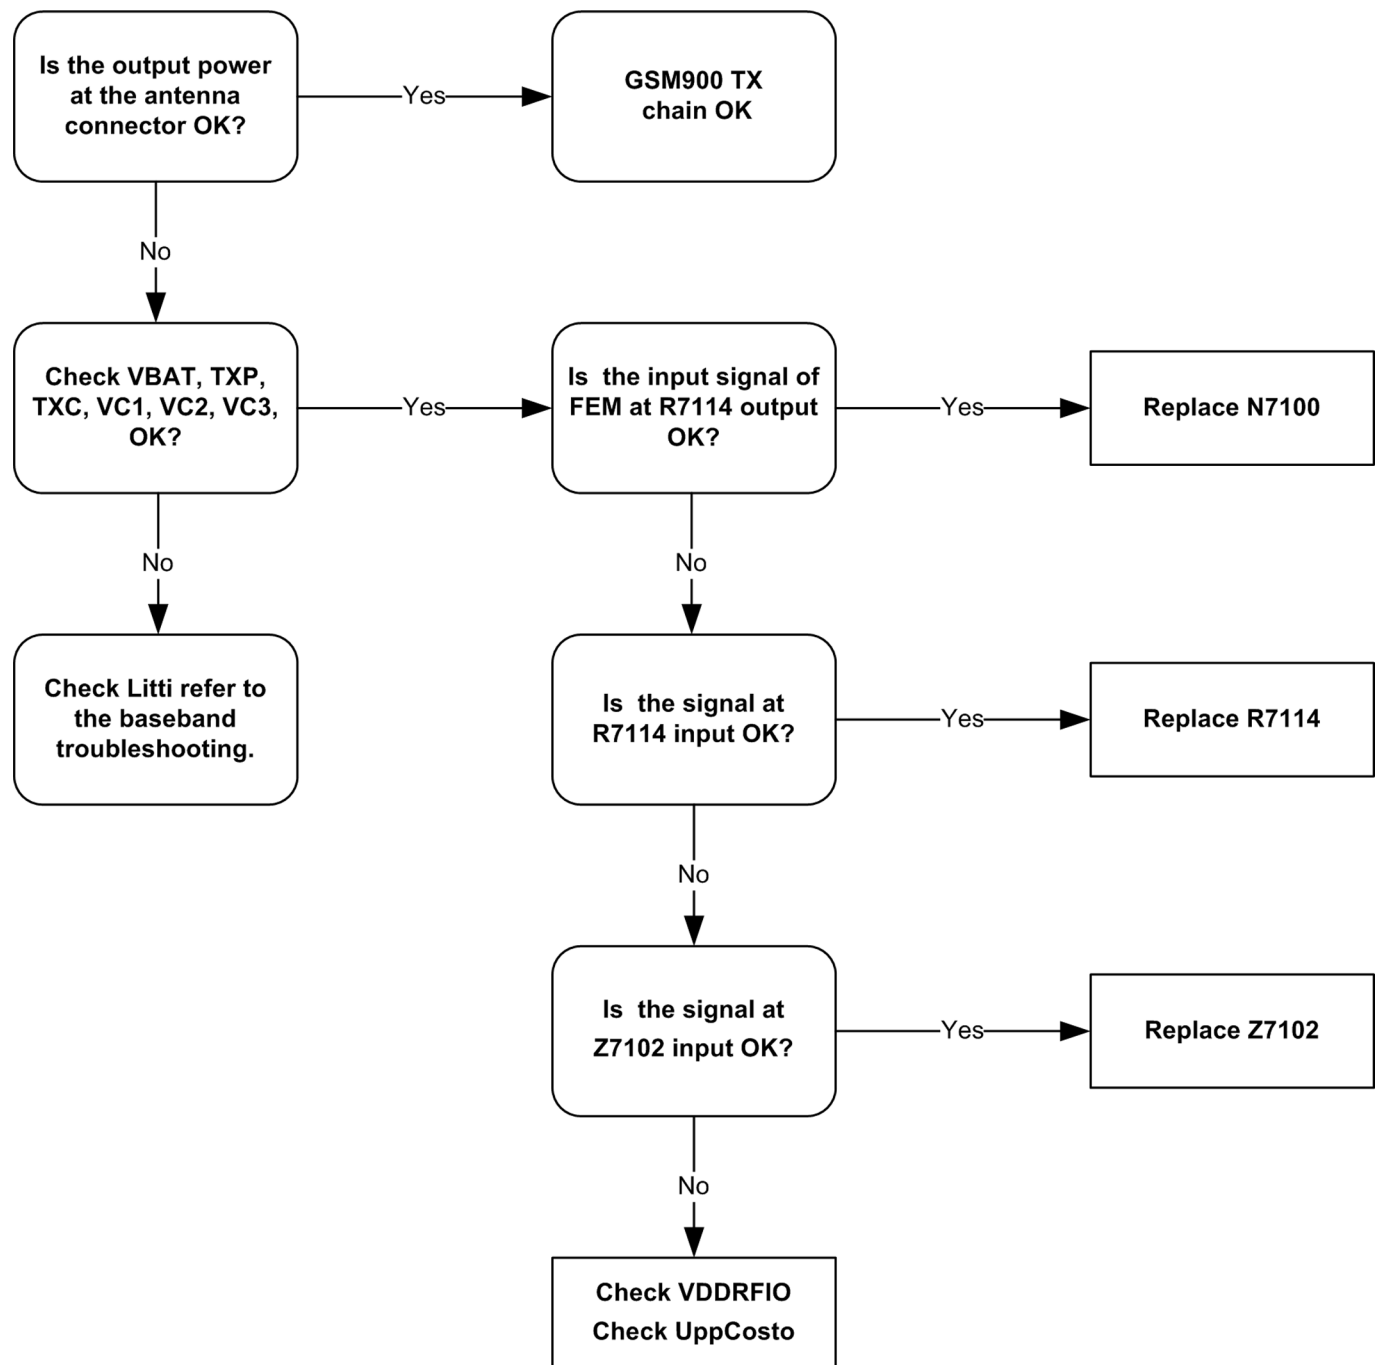 Is the output power
at the antenna
connector OK?
Yes
GSM900 TX
chain OK
No
Check VBAT, TXP,
TXC, VC1, VC2, VC3,
OK?
Yes
Is the input signal of
FEM at R7114 output
OK?
Yes
Replace N7100
No
No
Check Litti refer to
the baseband
troubleshooting.
Is the signal at
R7114 input OK?
Yes
Replace R7114
No
Is the signal at
Z7102 input OK?
Yes
Replace Z7102
No
Check VDDRFIO
Check UppCosto